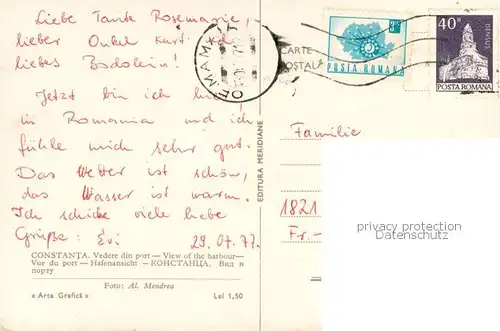 Liebe Tante Rosemarie,
lieber Onkel Kurt,
liebes Bodolein!
Jetzt bin ich hier
in Romania und ich
fühle mich sehr gut.
Das Wetter ist schön,
das Wasser ist warm.
Ich schicke viele liebe
Grüße: Evi 29.07.77.
CONSTANȚA. Vedere din port — View of the harbour—
Vue du port — Hafenansicht — КОНСТАНЦА. Вид в
порту
Foto: Al. Mendrea
«Arta Grafică» Lei 1,50
EDITURA MERIDIANE
CARTE
POȘTALĂ
POSTA ROMANA
40
DENSUS
POSTA ROMANA
Familie
1821
Fr.-
privacy protection
Datenschutz